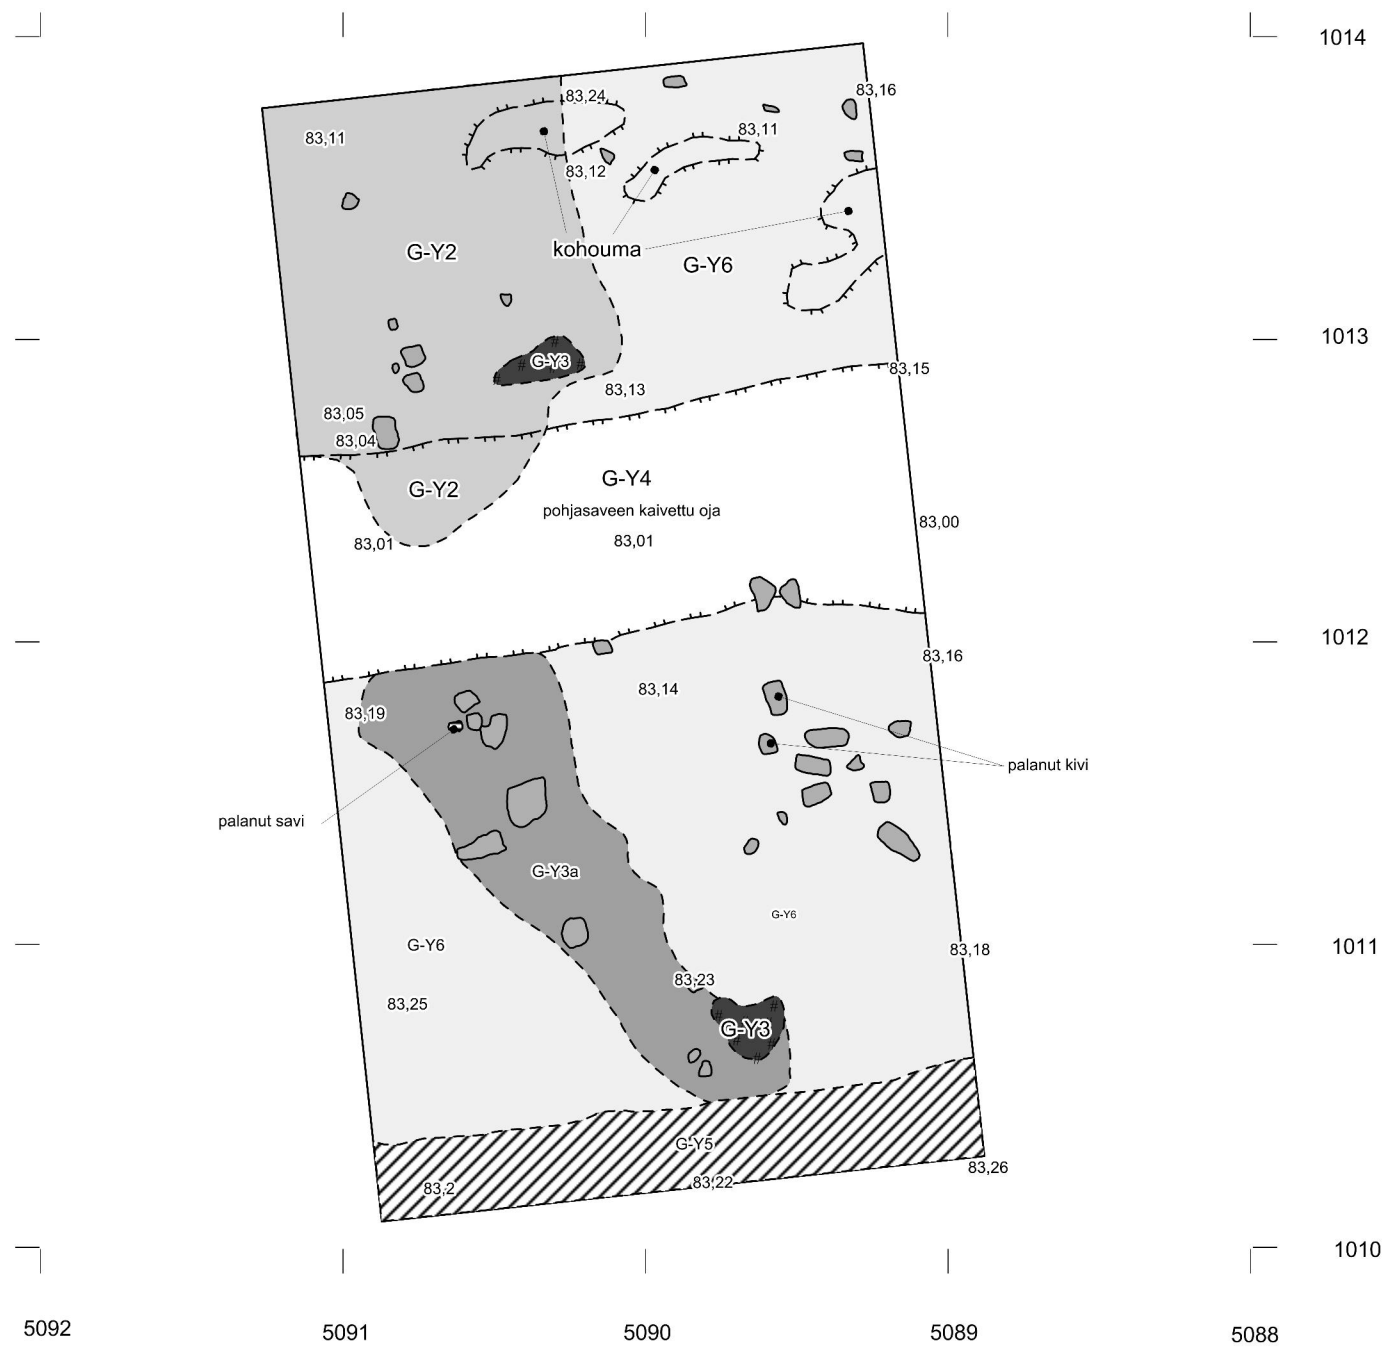 1014
83,24
83,16
83,11
83,11
83,12
G-Y2
kohouma
G-Y6
1013
G-Y3
83,15
83,13
83,05
83,04
G-Y2
G-Y4
pohjasaveen kaivettu oja
83,00
83,01
83,01
1012
83,16
83,14
83,19
palanut kivi
palanut savi
G-Y3a
G-Y6
G-Y6
1011
83,18
83,23
83,25
G-Y3
G-Y5
83,26
83,22
83,2
1010
5092
5091
5090
5089
5088